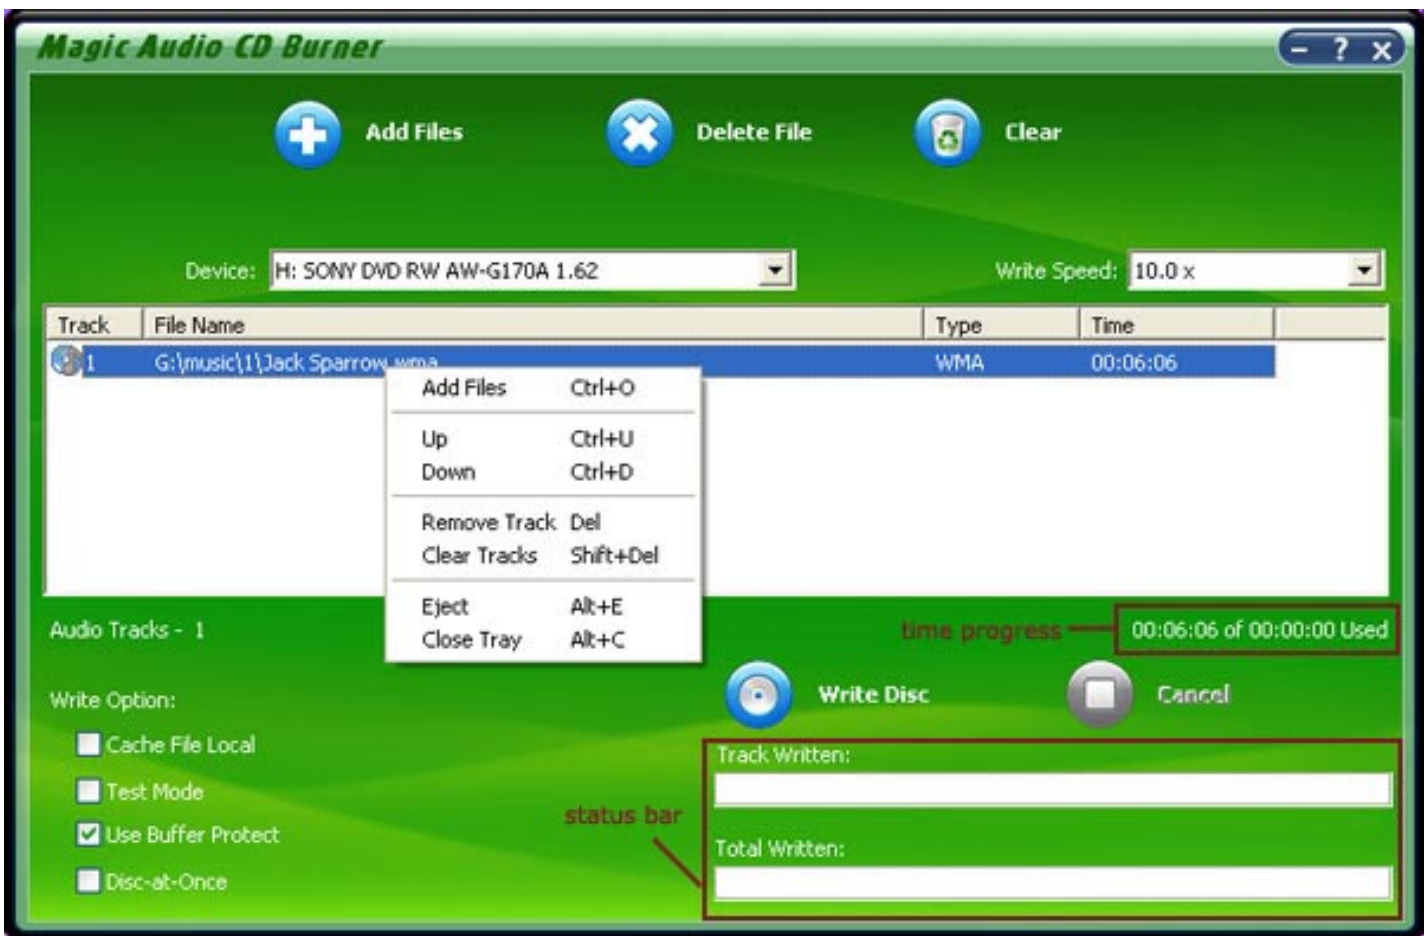 Magic Audio CD Burner
- ? x
Add Files Delete File Clear
Device: H: SONY DVD RW AW-G170A 1.62 Write Speed: 10.0 x
Track File Name Type Time
1 G:\music\1\Jack Sparrow.wma WMA 00:06:06
Add Files Ctrl+O
Up Ctrl+U
Down Ctrl+D
Remove Track Del
Clear Tracks Shift+Del
Eject Alt+E
Close Tray Alt+C
Audio Tracks - 1 time progress 00:06:06 of 00:00:00 Used
Write Disc Cancel
Write Option:
Cache File Local
Test Mode
Use Buffer Protect
Disc-at-Once
Track Written:
status bar
Total Written: